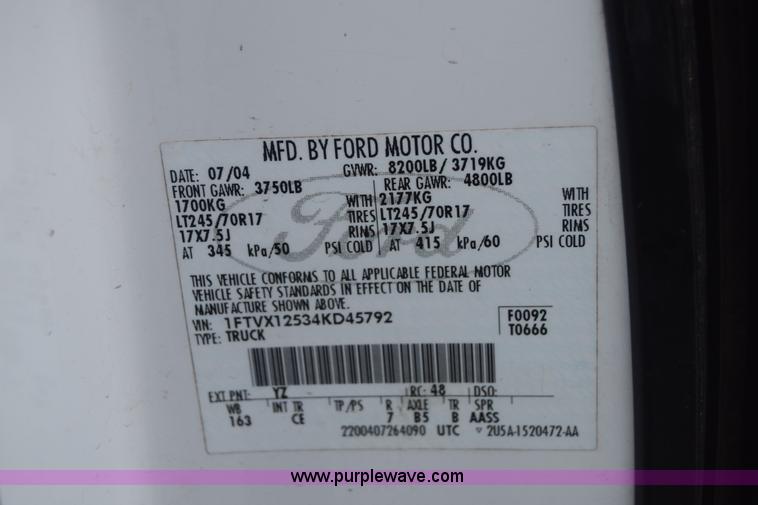 MFD. BY FORD MOTOR CO.
DATE: 07/04 GVWR: 8200LB/ 3719KG
FRONT GAWR: 3750LB REAR GAWR: 4800LB
1700KG WITH 2177KG WITH
LT245/70R17 TIRES LT245/70R17 TIRES
17X7.5J RIMS 17X7.5J RIMS
AT 345 kPa/50 PSI COLD AT 415 kPa/60 PSI COLD
Ford
THIS VEHICLE CONFORMS TO ALL APPLICABLE FEDERAL MOTOR
VEHICLE SAFETY STANDARDS IN EFFECT ON THE DATE OF
MANUFACTURE SHOWN ABOVE.
VIN: 1FTVX12534KD45792 F0092
TYPE: TRUCK T0666
EXT PNT: YZ RC: 48 DSO:
WB INT TR TP/PS R AXLE TR SPR
163 CE 7 B5 B AASS
2200407264090 UTC 2U5A-1520472-AA
www.purplewave.com